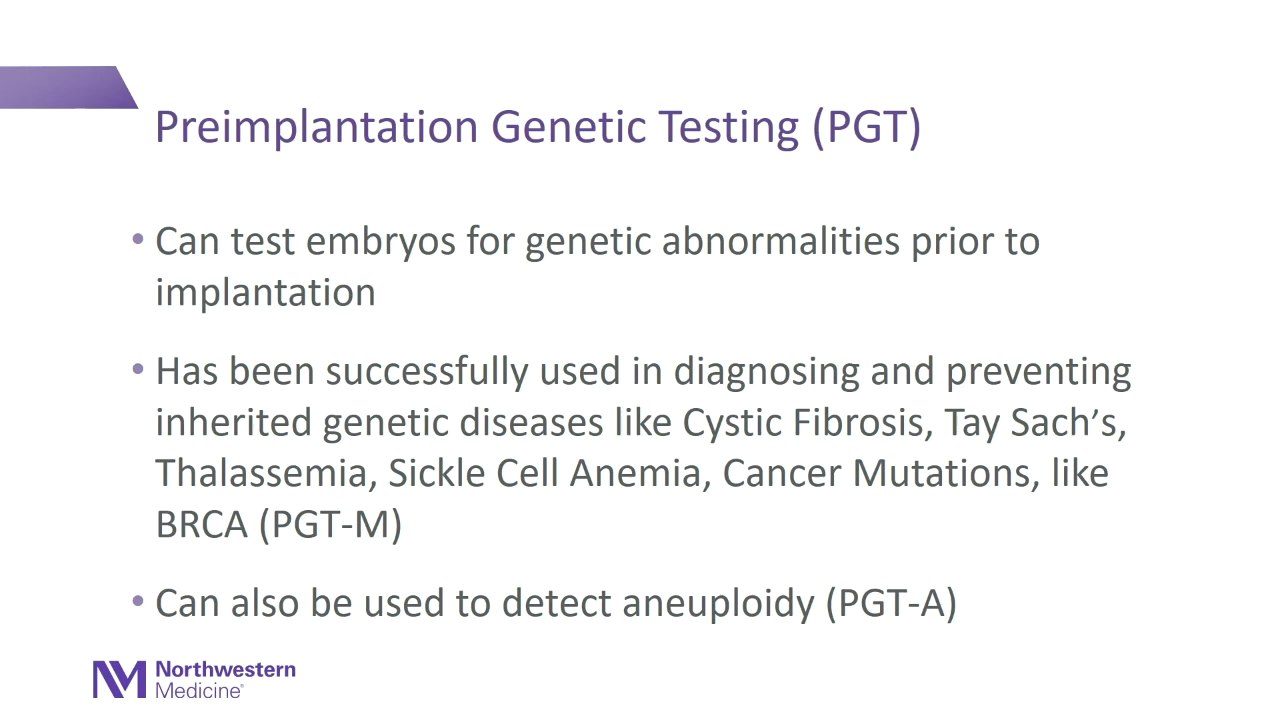 Preimplantation Genetic Testing (PGT)
• Can test embryos for genetic abnormalities prior to
implantation
• Has been successfully used in diagnosing and preventing
inherited genetic diseases like Cystic Fibrosis, Tay Sach’s,
Thalassemia, Sickle Cell Anemia, Cancer Mutations, like
BRCA (PGT-M)
• Can also be used to detect aneuploidy (PGT-A)
Northwestern
Medicine®